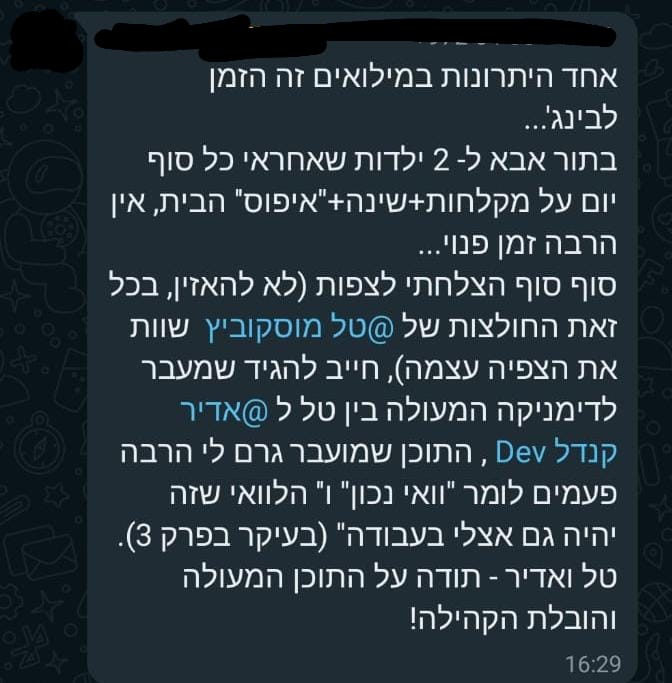 אחד היתרונות במילואים זה הזמן
לבינג'...
בתור אבא ל- 2 ילדות שאחראי כל סוף
יום על מקלחות+שינה+"איפוס" הבית, אין
הרבה זמן פנוי...
סוף סוף הצלחתי לצפות (לא להאזין, בכל
זאת החולצות של @טל מוסקוביץ שוות
את הצפיה עצמה), חייב להגיד שמעבר
לדימניקה המעולה בין טל ל @אדיר
קנדל Dev , התוכן שמועבר גרם לי הרבה
פעמים לומר "וואי נכון" ו" הלוואי שזה
יהיה גם אצלי בעבודה" (בעיקר בפרק 3).
טל ואדיר - תודה על התוכן המעולה
והובלת הקהילה!
16:29